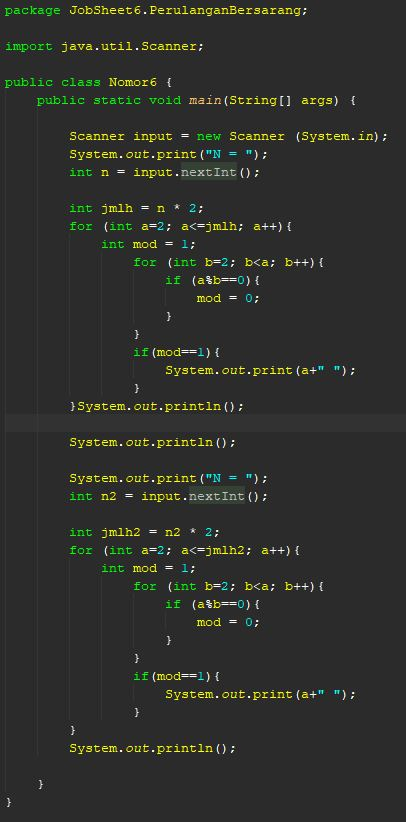 package JobSheet6.PerulanganBersarang;
import java.util.Scanner;
public class Nomor6 {
public static void main(String[] args) {
Scanner input = new Scanner (System.in);
System.out.print("N = ");
int n = input.nextInt();
int jmlh = n * 2;
for (int a=2; a<=jmlh; a++){
int mod = 1;
for (int b=2; b<a; b++){
if (a%b==0){
mod = 0;
}
}
if(mod==1){
System.out.print(a+" ");
}
}System.out.println();
System.out.println();
System.out.print("N = ");
int n2 = input.nextInt();
int jmlh2 = n2 * 2;
for (int a=2; a<=jmlh2; a++){
int mod = 1;
for (int b=2; b<a; b++){
if (a%b==0){
mod = 0;
}
}
if(mod==1){
System.out.print(a+" ");
}
}
System.out.println();
}
}